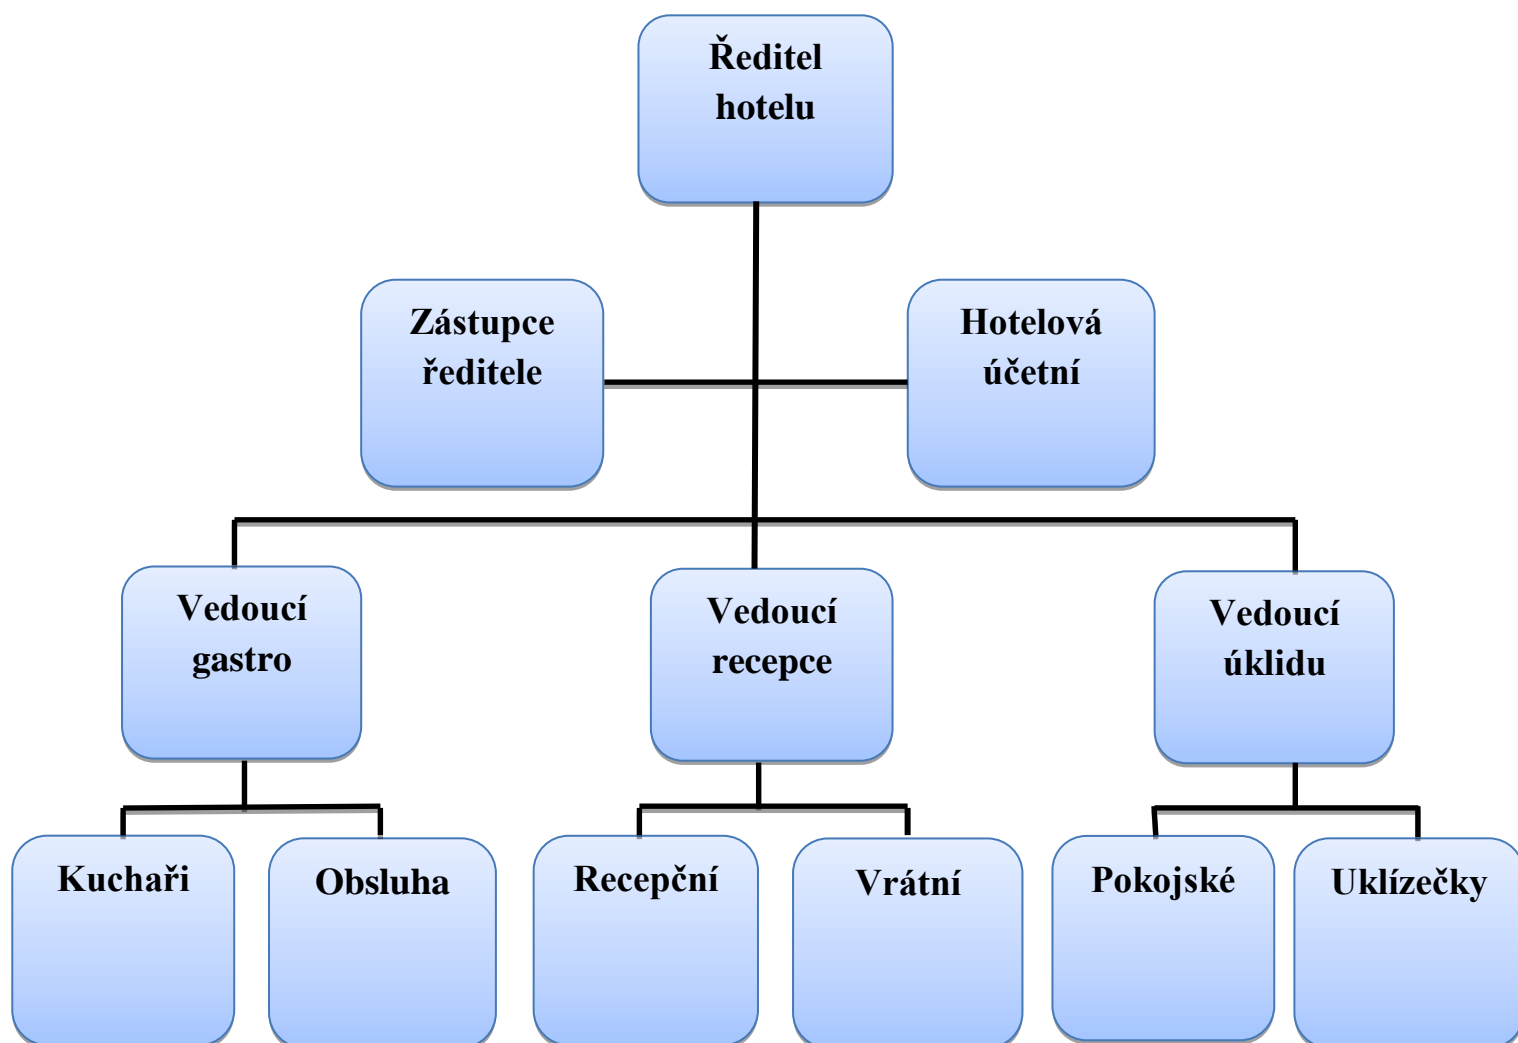 Ředitel
hotelu
Zástupce
ředitele
Hotelová
účetní
Vedoucí
gastro
Vedoucí
recepce
Vedoucí
úklidu
Kuchaři
Obsluha
Recepční
Vrátní
Pokojské
Uklízečky